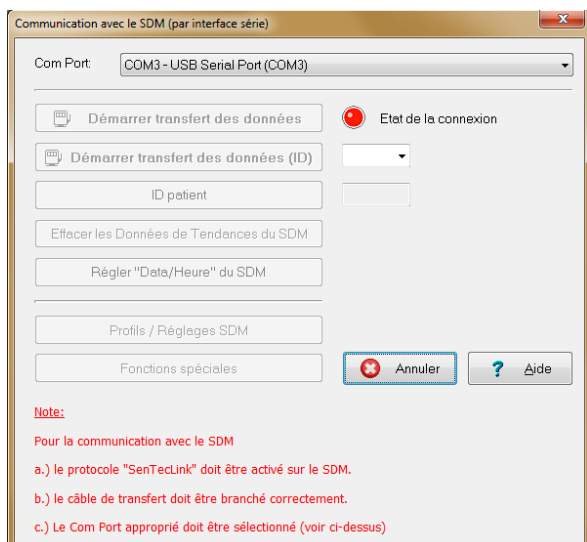 Communication avec le SDM (par interface série)
Com Port:
COM3 - USB Serial Port (COM3)
Démarrer transfert des données
Etat de la connexion
Démarrer transfert des données (ID)
ID patient
Effacer les Données de Tendances du SDM
Régler "Data/Heure" du SDM
Profils / Réglages SDM
Fonctions spéciales
Annuler
? Aide
Note:
Pour la communication avec le SDM
a.) le protocole "SenTecLink" doit être activé sur le SDM.
b.) le câble de transfert doit être branché correctement.
c.) Le Com Port approprié doit être sélectionné (voir ci-dessus)